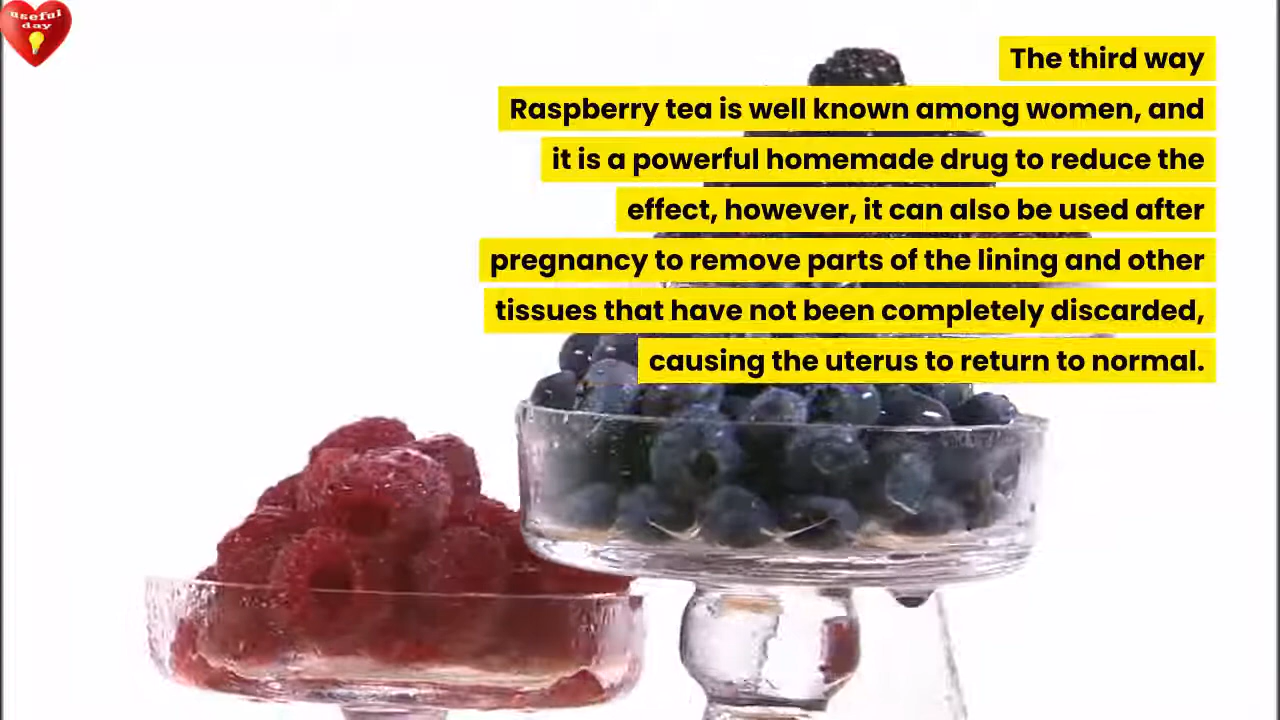 useful
day
The third way
Raspberry tea is well known among women, and
it is a powerful homemade drug to reduce the
effect, however, it can also be used after
pregnancy to remove parts of the lining and other
tissues that have not been completely discarded,
causing the uterus to return to normal.